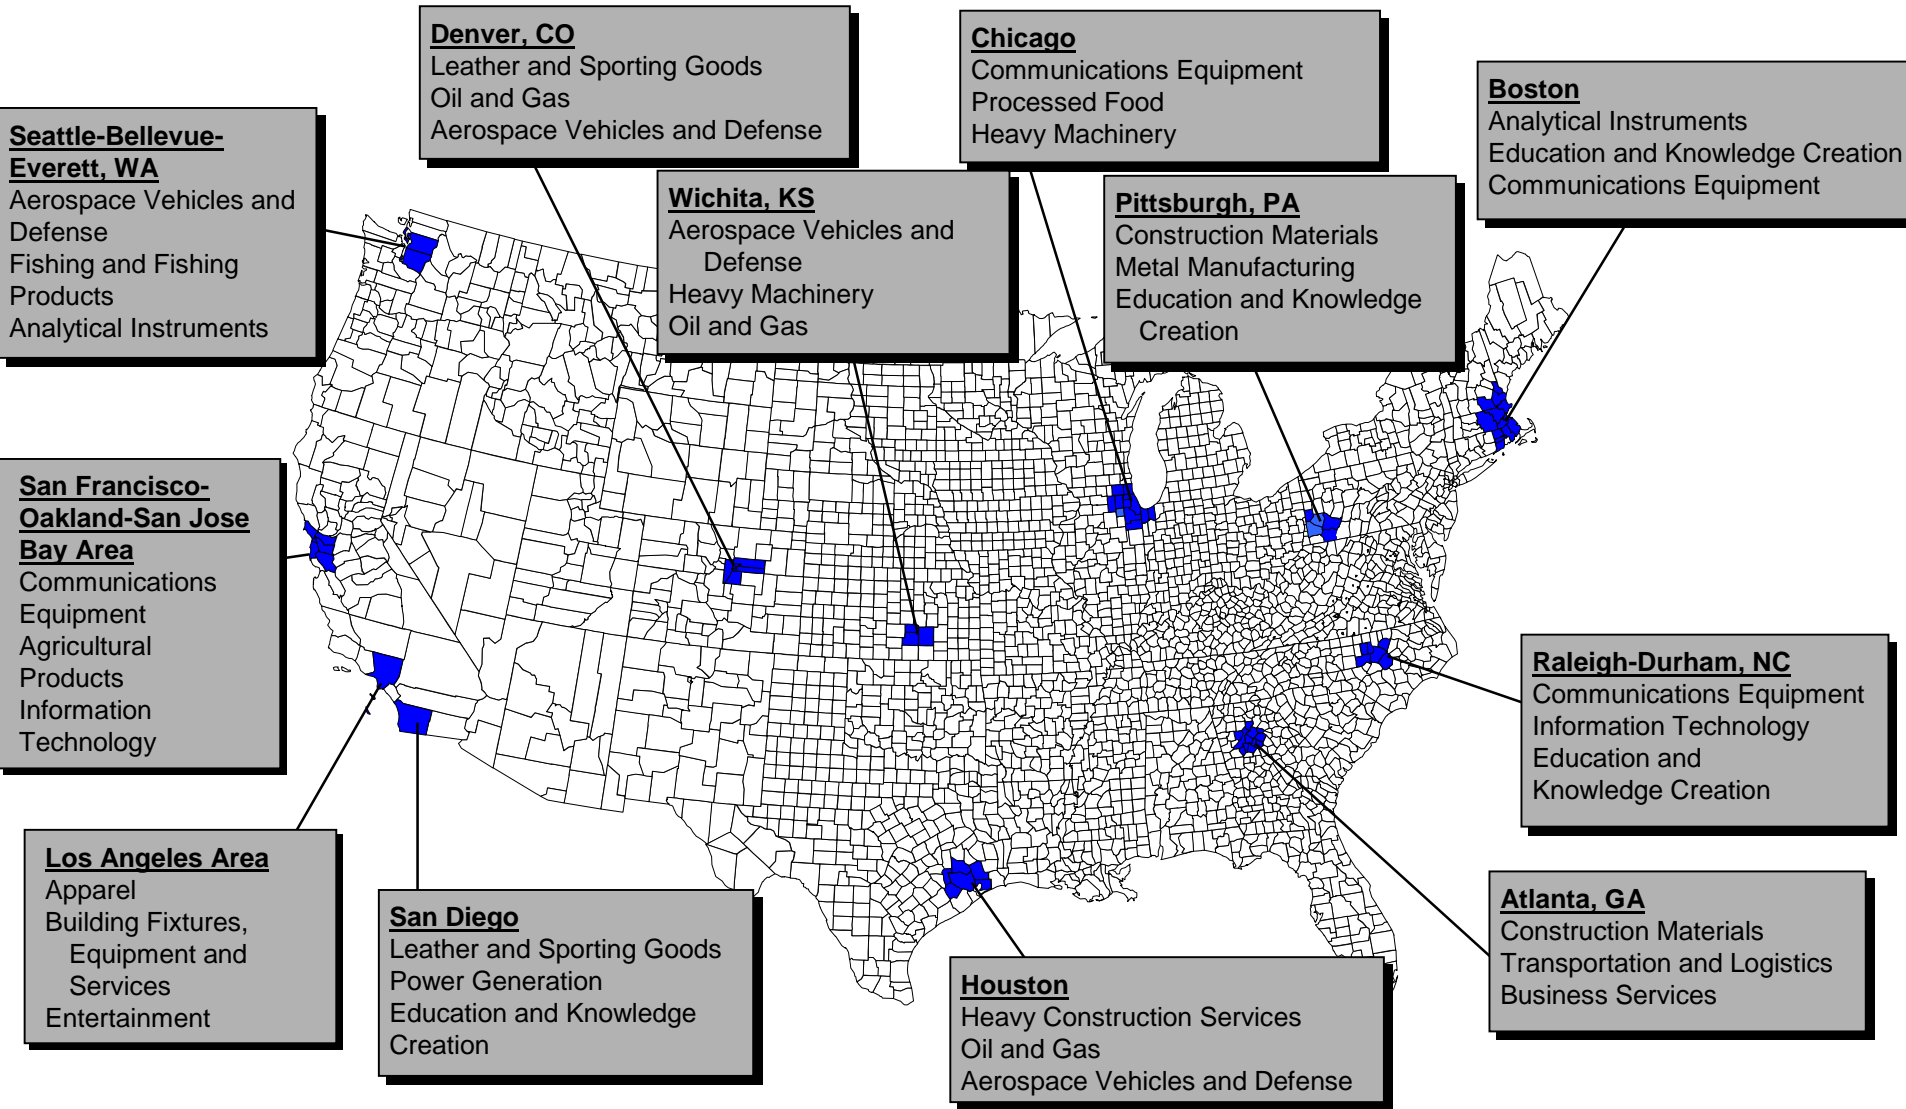 Denver, CO
Leather and Sporting Goods
Oil and Gas
Aerospace Vehicles and Defense
Chicago
Communications Equipment
Processed Food
Heavy Machinery
Boston
Analytical Instruments
Education and Knowledge Creation
Communications Equipment
Seattle-Bellevue-
Everett, WA
Aerospace Vehicles and
Defense
Fishing and Fishing
Products
Analytical Instruments
Wichita, KS
Aerospace Vehicles and
Defense
Heavy Machinery
Oil and Gas
Pittsburgh, PA
Construction Materials
Metal Manufacturing
Education and Knowledge
Creation
San Francisco-
Oakland-San Jose
Bay Area
Communications
Equipment
Agricultural
Products
Information
Technology
Raleigh-Durham, NC
Communications Equipment
Information Technology
Education and
Knowledge Creation
Los Angeles Area
Apparel
Building Fixtures,
Equipment and
Services
Entertainment
San Diego
Leather and Sporting Goods
Power Generation
Education and Knowledge
Creation
Houston
Heavy Construction Services
Oil and Gas
Aerospace Vehicles and Defense
Atlanta, GA
Construction Materials
Transportation and Logistics
Business Services